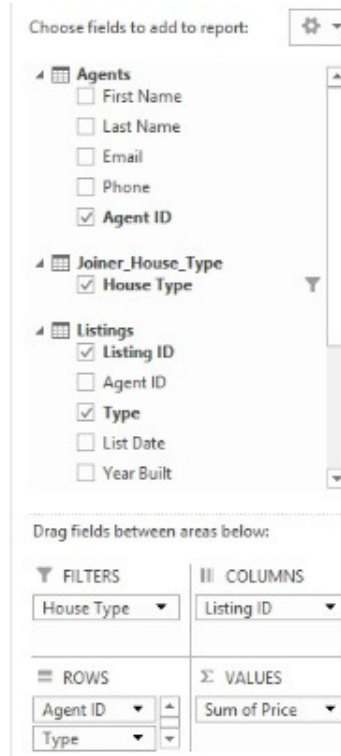 Choose fields to add to report:
Agents
First Name
Last Name
Email
Phone
Agent ID
Joiner_House_Type
House Type
Listings
Listing ID
Agent ID
Type
List Date
Year Built
Drag fields between areas below:
FILTERS
COLUMNS
House Type
Listing ID
ROWS
Σ VALUES
Agent ID
Sum of Price
Type